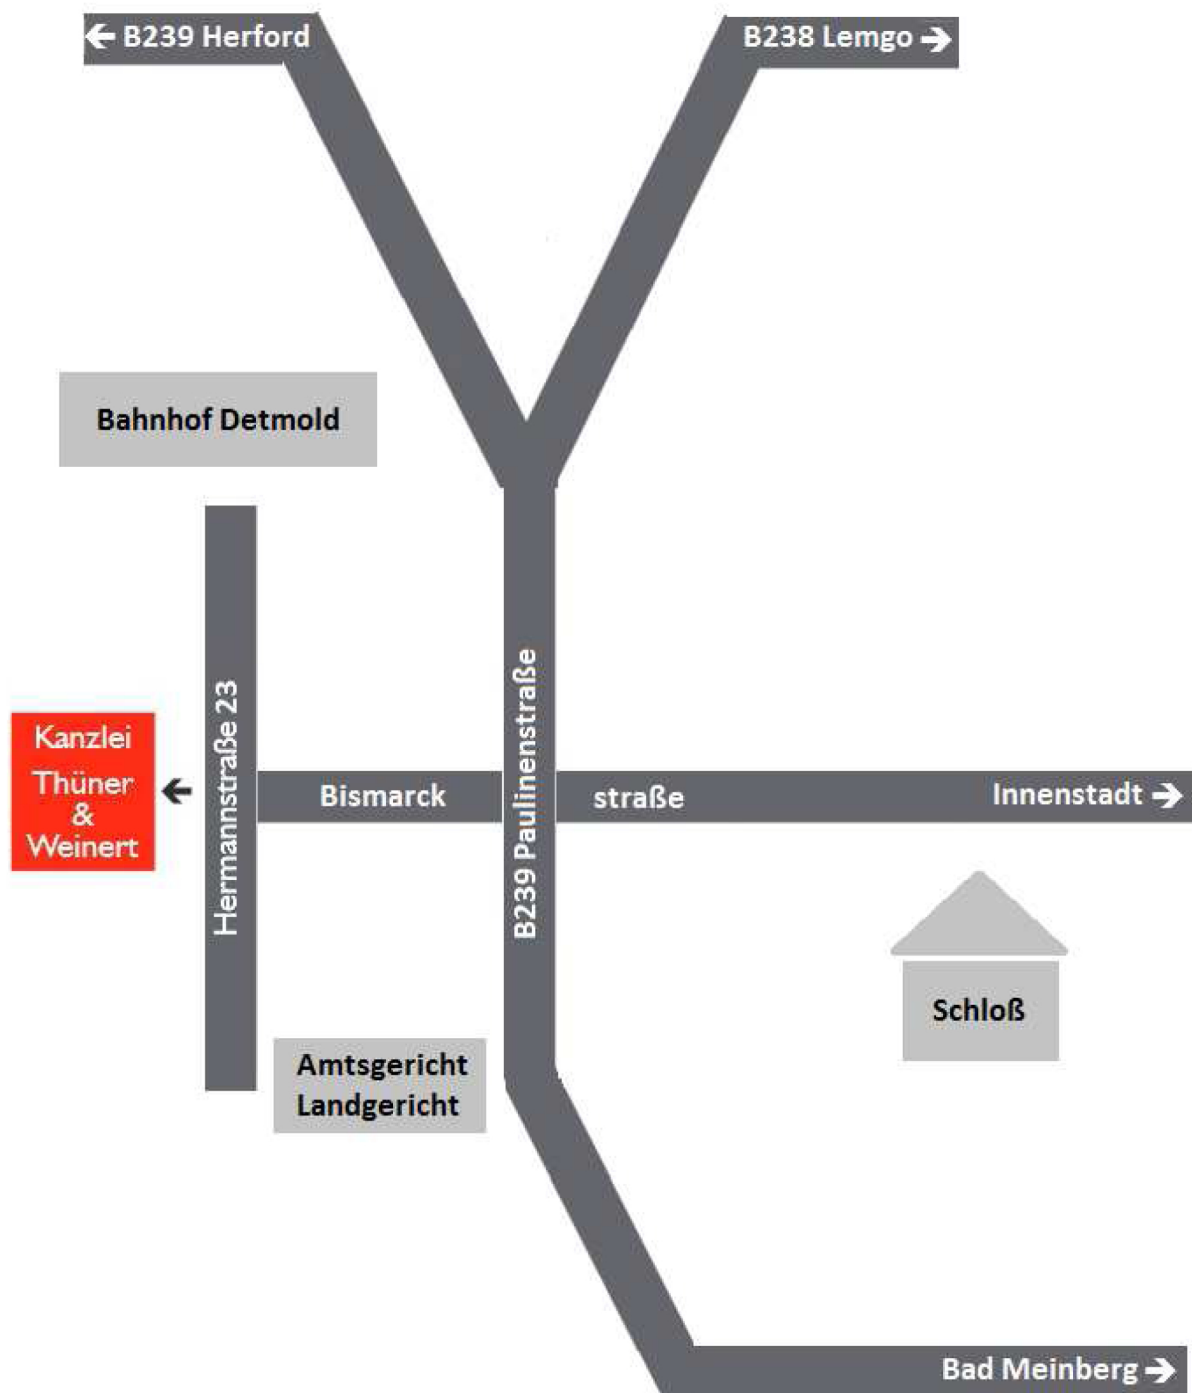 ← B239 Herford
B238 Lemgo →
Bahnhof Detmold
Kanzlei
Thüner
&
Weinert
←
Hermannstraße 23
Bismarck
B239 Paulinenstraße
straße
Innenstadt →
Schloß
Amtsgericht
Landgericht
Bad Meinberg →